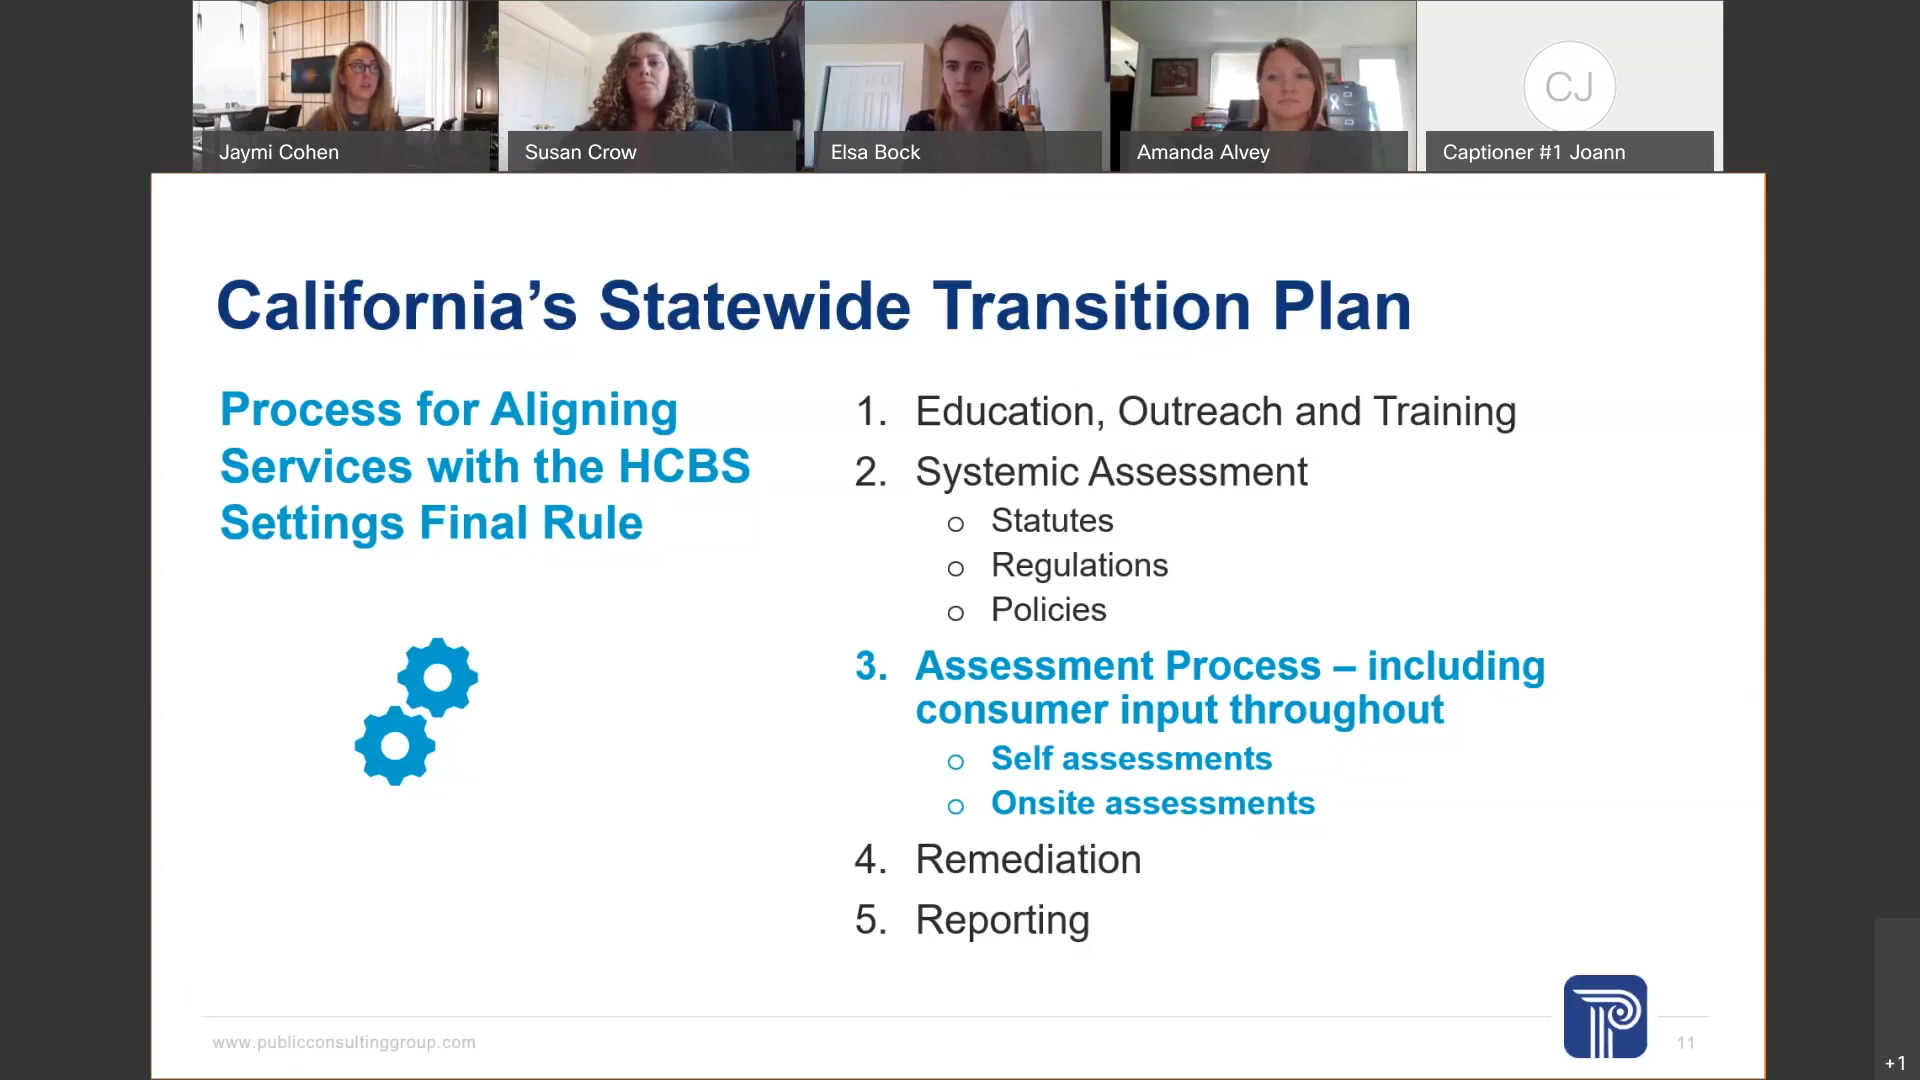 Jaymi Cohen
Susan Crow
Elsa Bock
Amanda Alvey
CJ
Captioner #1 Joann
California’s Statewide Transition Plan
Process for Aligning
Services with the HCBS
Settings Final Rule
1. Education, Outreach and Training
2. Systemic Assessment
o Statutes
o Regulations
o Policies
3. Assessment Process – including
consumer input throughout
o Self assessments
o Onsite assessments
4. Remediation
5. Reporting
www.publicconsultinggroup.com
11
+1